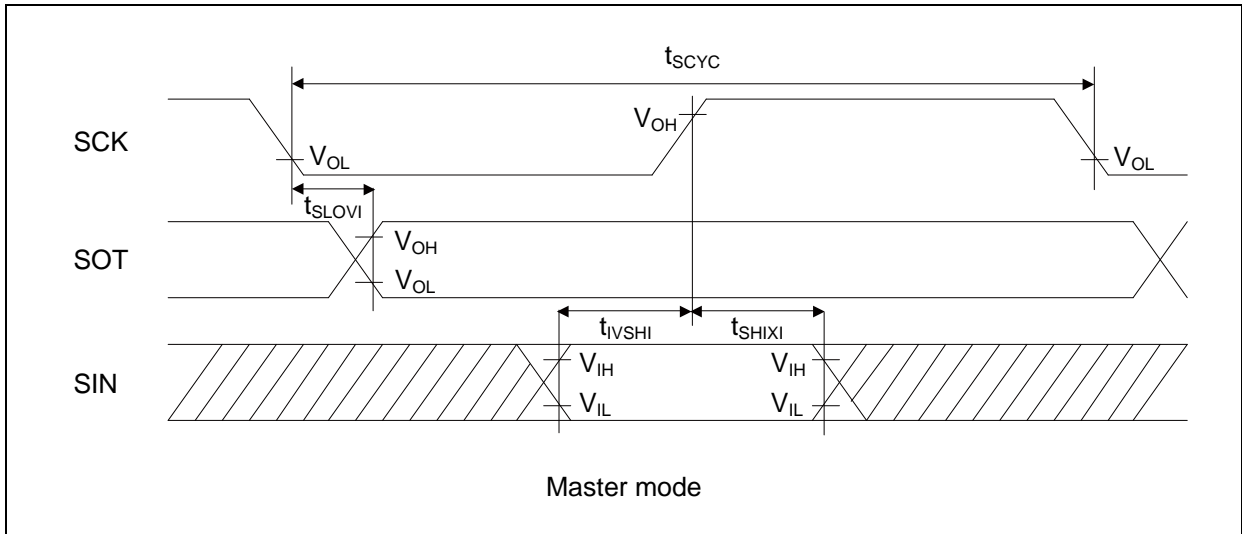 tSCYC
SCK
VOH
VOL
VOL
tSLOVI
SOT
VOH
VOL
tIVSHI
tSHIXI
SIN
VIH
VIH
VIL
VIL
Master mode